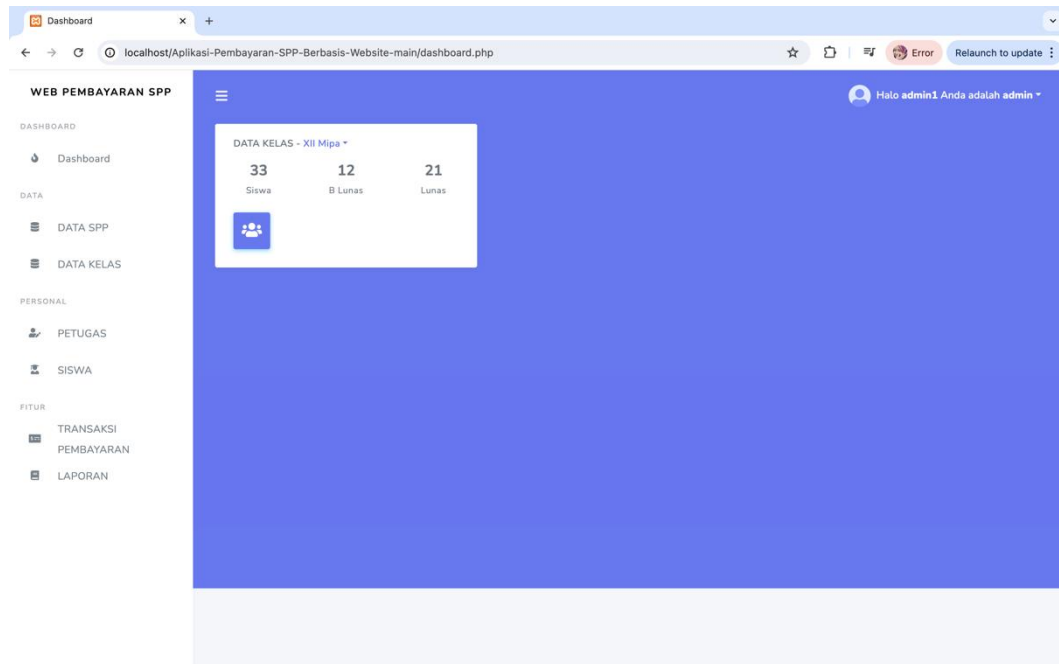 Dashboard
localhost/Aplikasi-Pembayaran-SPP-Berbasis-Website-main/dashboard.php
Error
Relaunch to update
WEB PEMBAYARAN SPP
Halo admin1 Anda adalah admin
DASHBOARD
Dashboard
DATA
DATA SPP
DATA KELAS
PERSONAL
PETUGAS
SISWA
FITUR
TRANSAKSI
PEMBAYARAN
LAPORAN
DATA KELAS - XII Mipa
33 12 21
Siswa B Lunas Lunas